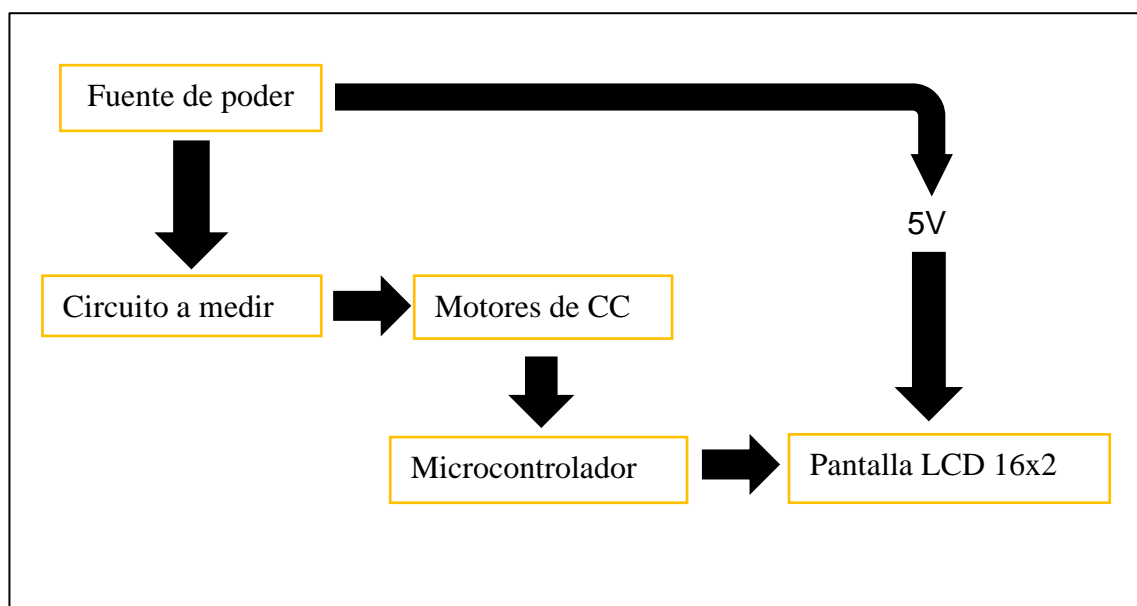 Fuente de poder
5V
Circuito a medir
Motores de CC
Microcontrolador
Pantalla LCD 16x2